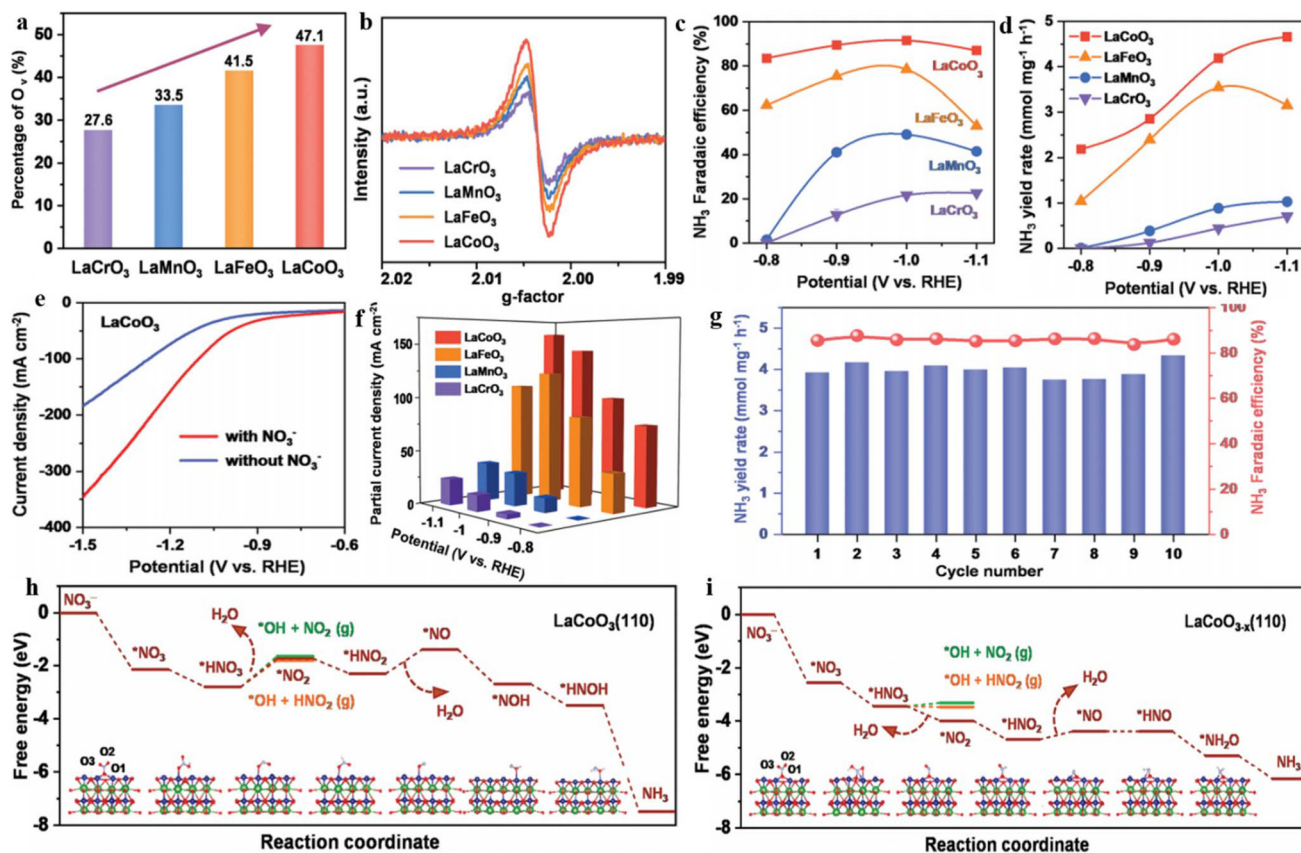 a
Percentage of Oᵥ (%)
50
40
30
20
10
0
27.6
33.5
41.5
47.1
LaCrO₃ LaMnO₃ LaFeO₃ LaCoO₃
b
Intensity (a.u.)
LaCrO₃
LaMnO₃
LaFeO₃
LaCoO₃
2.02 2.01 2.00 1.99
g-factor
c
NH₃ Faradaic efficiency (%)
100
80
60
40
20
0
LaCoO₃
LaFeO₃
LaMnO₃
LaCrO₃
-0.8 -0.9 -1.0 -1.1
Potential (V vs. RHE)
d
NH₃ yield rate (mmol mg⁻¹ h⁻¹)
5
4
3
2
1
0
LaCoO₃
LaFeO₃
LaMnO₃
LaCrO₃
-0.8 -0.9 -1.0 -1.1
Potential (V vs. RHE)
e
Current density (mA cm⁻²)
0
-100
-200
-300
-400
LaCoO₃
with NO₃⁻
without NO₃⁻
-1.5 -1.2 -0.9 -0.6
Potential (V vs. RHE)
f
Partial current density (mA cm⁻²)
150
100
50
0
LaCoO₃
LaFeO₃
LaMnO₃
LaCrO₃
-1.1 -1 -0.9 -0.8
Potential (V vs. RHE)
g
NH₃ yield rate (mmol mg⁻¹ h⁻¹)
5
4
3
4
1
0
100
80
60
40
20
0
NH₃ Faradaic efficiency (%)
1 2 3 4 5 6 7 8 9 10
Cycle number
h
Free energy (eV)
0
-2
-4
-6
-8
LaCoO₃(110)
NO₃⁻
*NO₃
*HNO₃
H₂O
*OH + NO₂ (g)
*NO₂
*OH + HNO₂ (g)
*HNO₂
*NO
H₂O
*NOH
*HNOH
NH₃
O3 O2 O1
Reaction coordinate
i
Free energy (eV)
0
-2
-4
-6
-8
LaCoO₃₋ₓ(110)
NO₃⁻
*NO₃
*HNO₃
*OH + NO₂ (g)
*OH + HNO₂ (g)
H₂O
*NO₂
*HNO₂
H₂O
*NO
*HNO
*NH₂O
NH₃
O3 O2 O1
Reaction coordinate